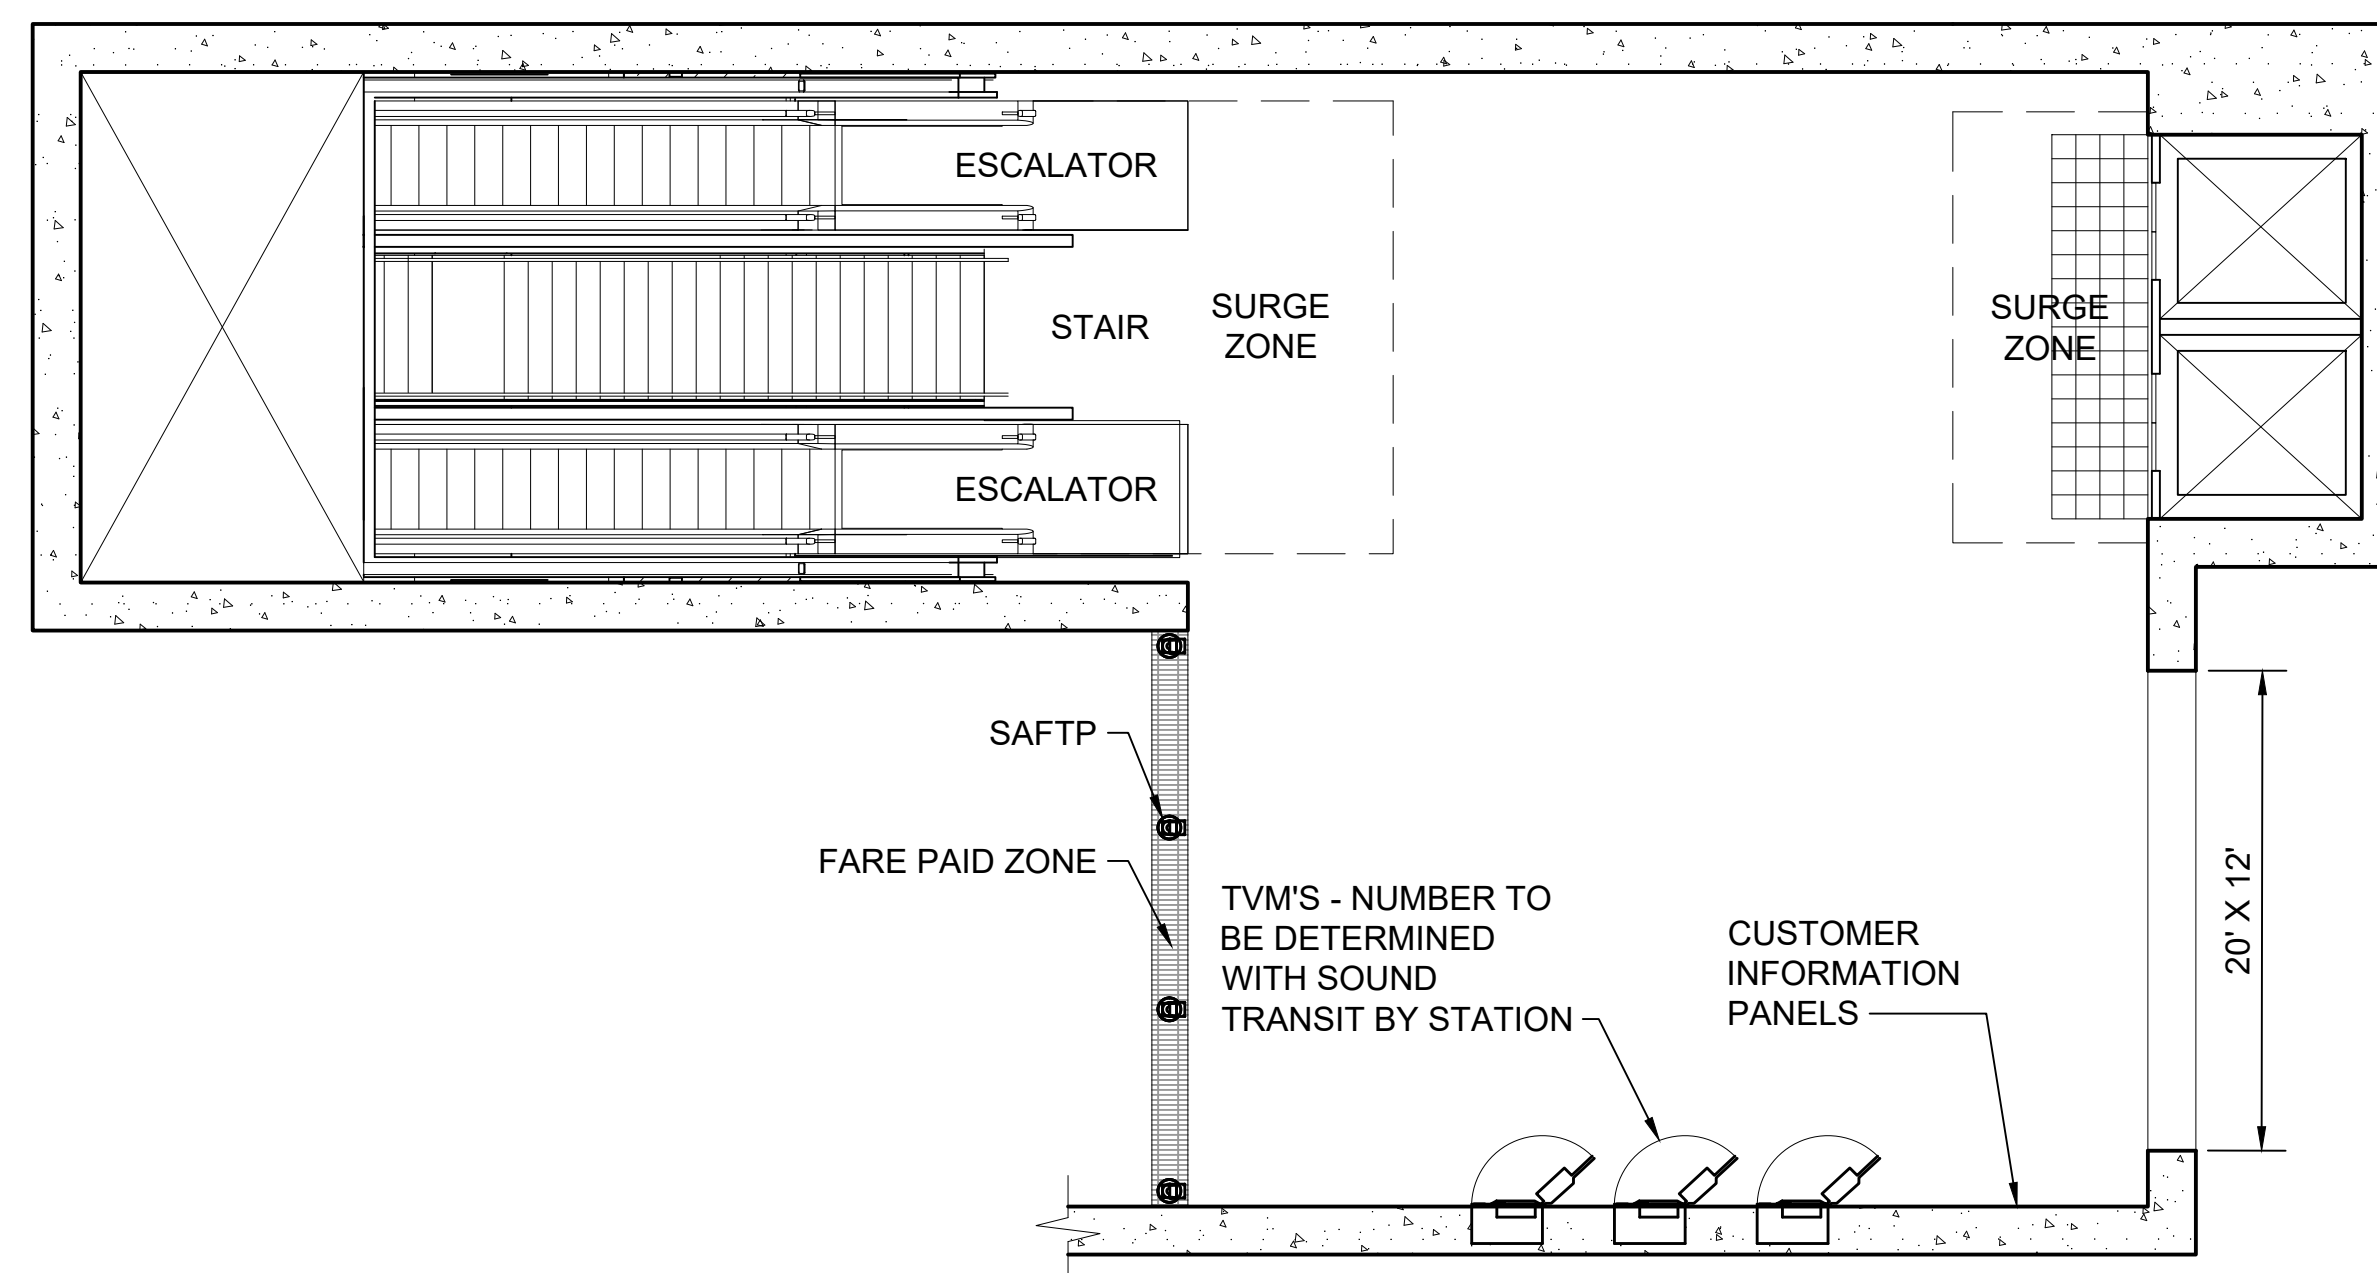 ESCALATOR
STAIR
SURGE
ZONE
SURGE
ZONE
ESCALATOR
SAFTP
FARE PAID ZONE
TVM'S - NUMBER TO
BE DETERMINED
WITH SOUND
TRANSIT BY STATION
CUSTOMER
INFORMATION
PANELS
20' X 12'